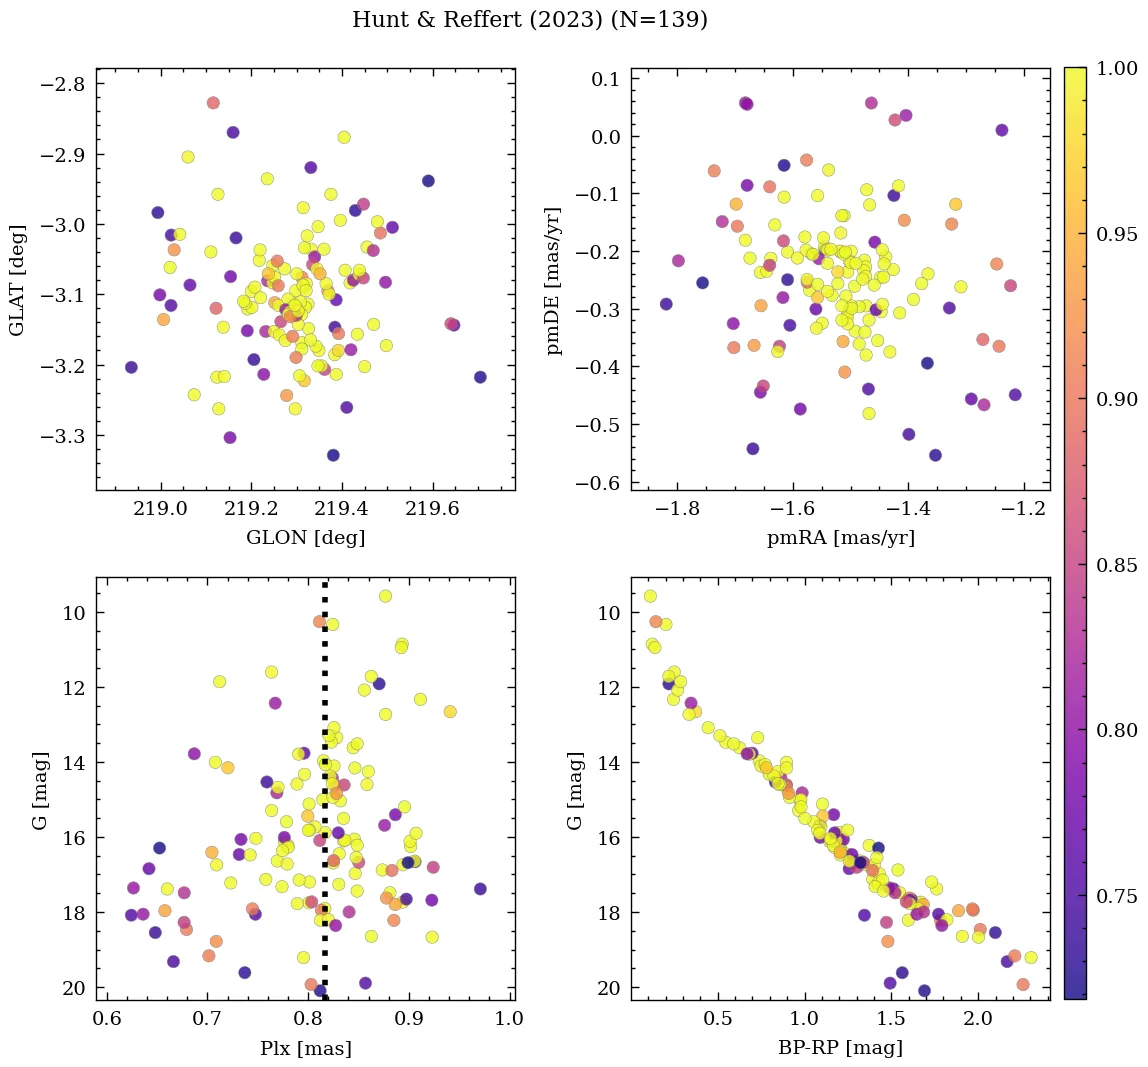 Hunt & Reffert (2023) (N=139)
−2.8
−2.9
−3.0
−3.1
−3.2
−3.3
GLAT [deg]
219.0 219.2 219.4 219.6
GLON [deg]
0.1
0.0
−0.1
−0.2
−0.3
−0.4
−0.5
−0.6
pmDE [mas/yr]
−1.8 −1.6 −1.4 −1.2
pmRA [mas/yr]
1.00
0.95
0.90
0.85
0.80
0.75
10
12
14
16
18
20
G [mag]
0.6 0.7 0.8 0.9 1.0
Plx [mas]
10
12
14
16
18
20
G [mag]
0.5 1.0 1.5 2.0
BP-RP [mag]